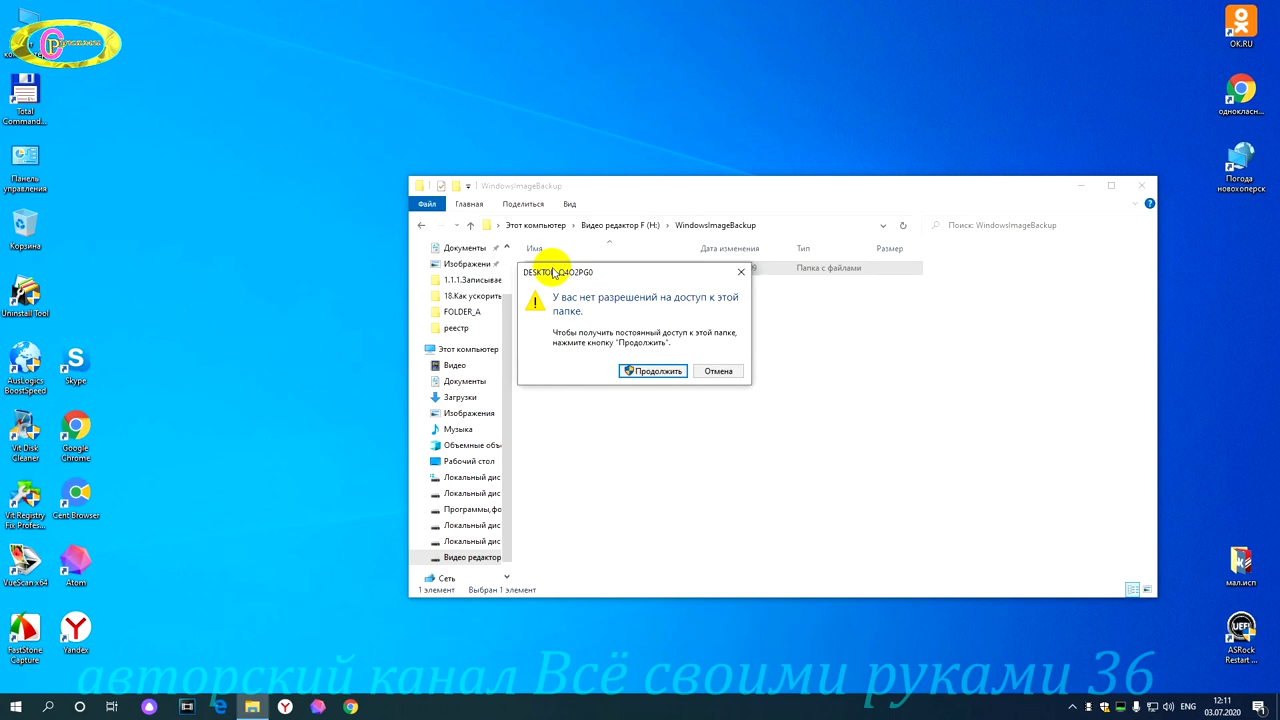 Total
Command...
Панель
управления
Корзина
Uninstall Tool
AusLogics
BoostSpeed
Skype
Vit Disk
Cleaner
Google
Chrome
Vit Registry
Fix Profes...
Cent Browser
VueScan x64
Atom
FastStone
Capture
Yandex
OK.RU
однокласн...
Погода
новохоперск
мал.исп
ASRock
Restart ...
WindowsImageBackup
Файл
Главная
Поделиться
Вид
Этот компьютер › Видео редактор F (H:) › WindowsImageBackup
Поиск: WindowsImageBackup
Имя
Дата изменения
Тип
Размер
Папка с файлами
Документы
Изображени
1.1.1.Записывае
18.Как ускорить
FOLDER_A
реестр
Этот компьютер
Видео
Документы
Загрузки
Изображения
Музыка
Объемные объ
Рабочий стол
Локальный дис
Локальный дис
Программы,фо
Локальный дис
Локальный дис
Видео редактор
Сеть
1 элемент
Выбран 1 элемент
У вас нет разрешений на доступ к этой
папке.
Чтобы получить постоянный доступ к этой папке,
нажмите кнопку "Продолжить".
Продолжить
Отмена
авторский канал Всё своими руками 36
ENG
12:11
03.07.2020